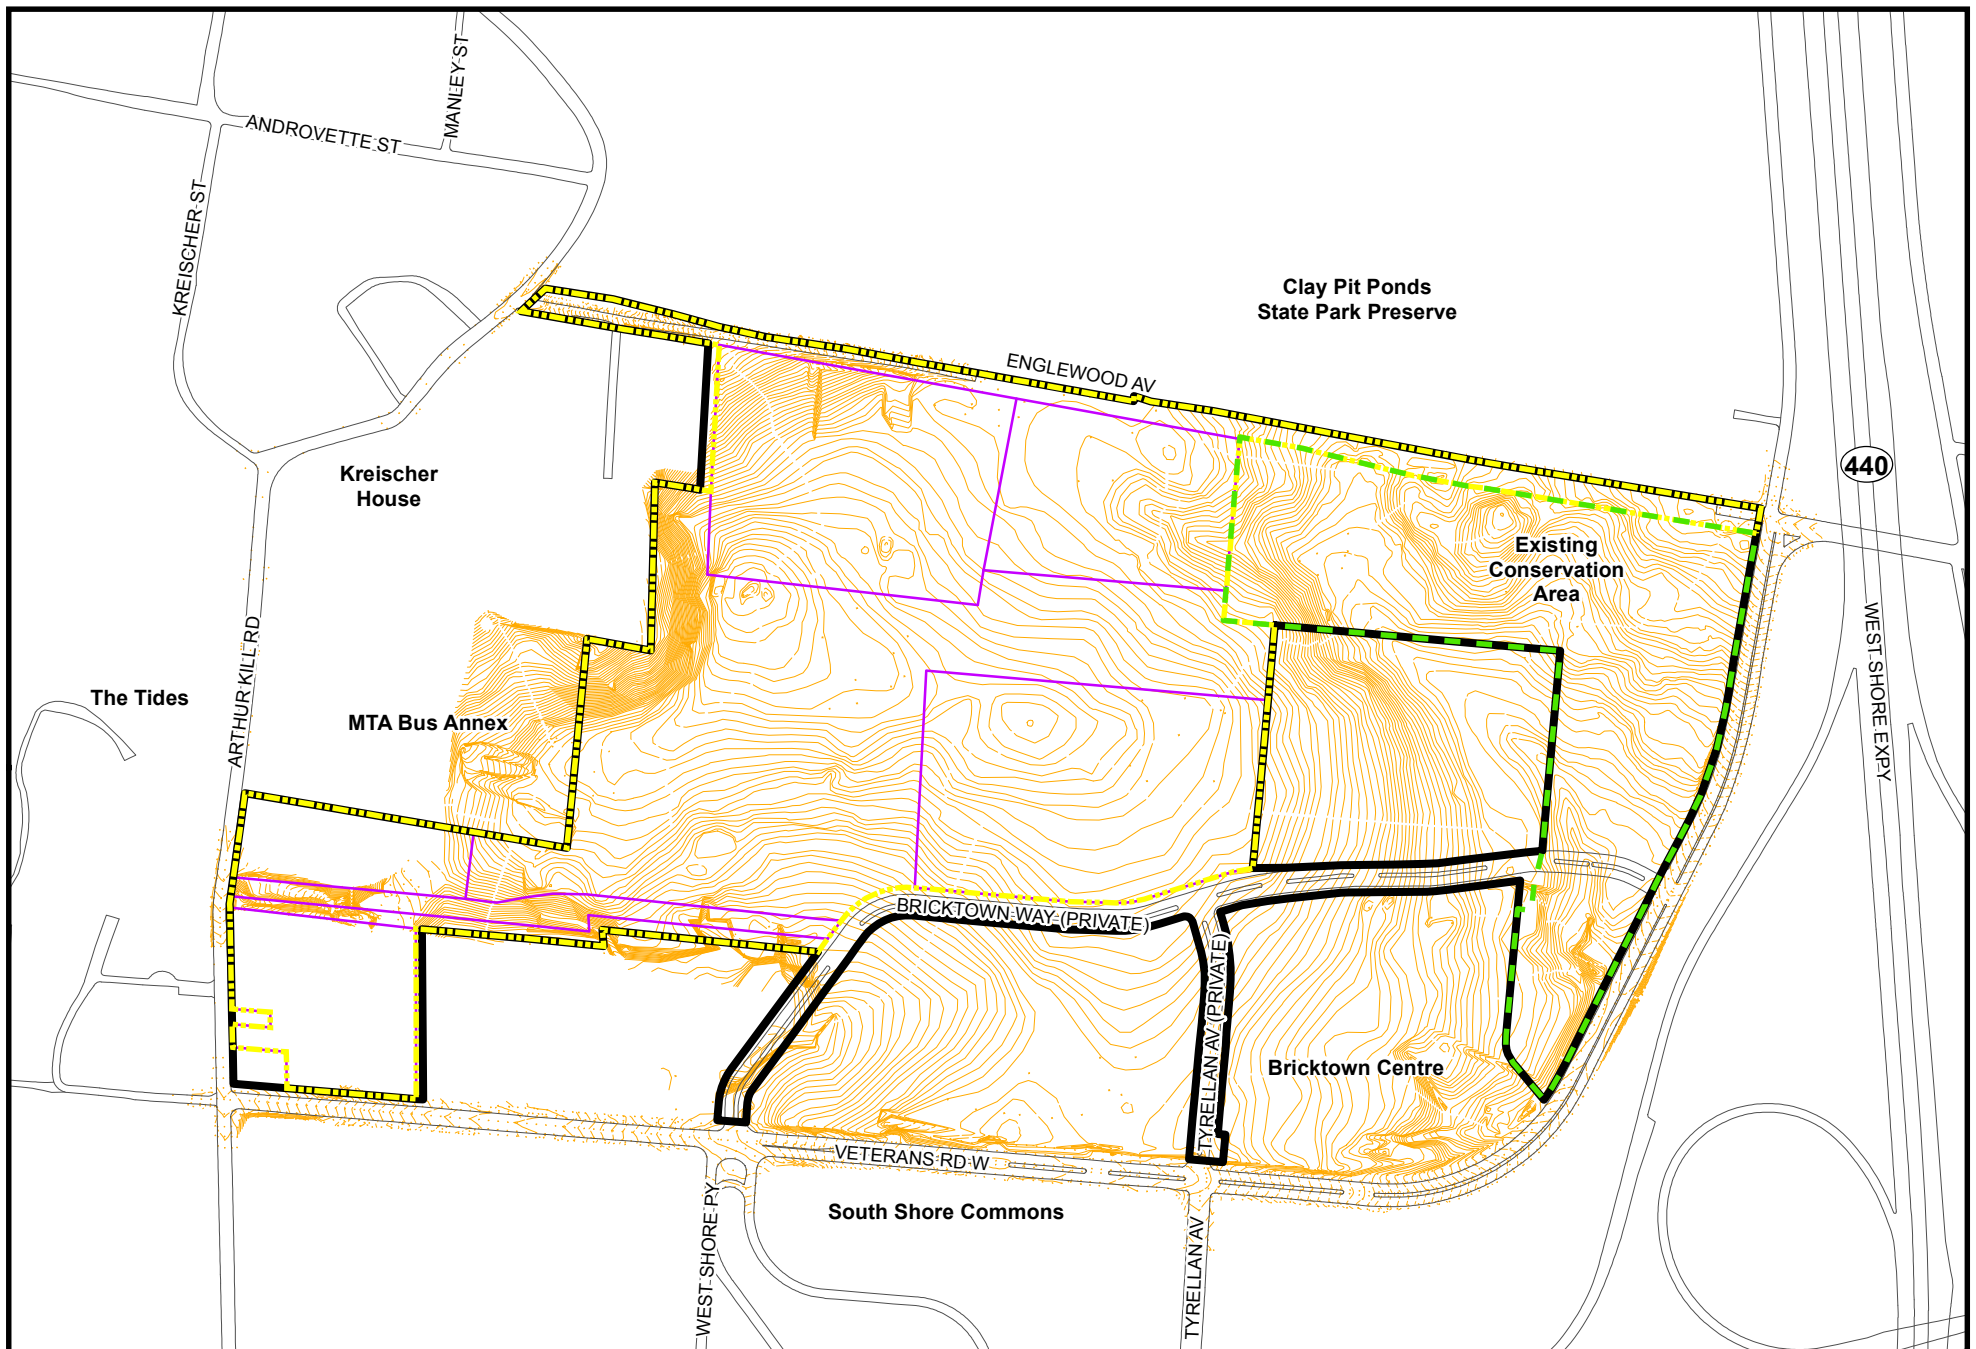 MANLEY ST
ANDROVETTE ST
KREISCHER ST
Clay Pit Ponds
State Park Preserve
ENGLEWOOD AV
440
Kreischer
House
Existing
Conservation
Area
WEST SHORE EXPY
ARTHUR KILL RD
The Tides
MTA Bus Annex
BRICKTOWN WAY (PRIVATE)
TYRELLAN AV (PRIVATE)
Bricktown Centre
VETERANS RD W
South Shore Commons
WEST SHORE PY
TYRELLAN AV